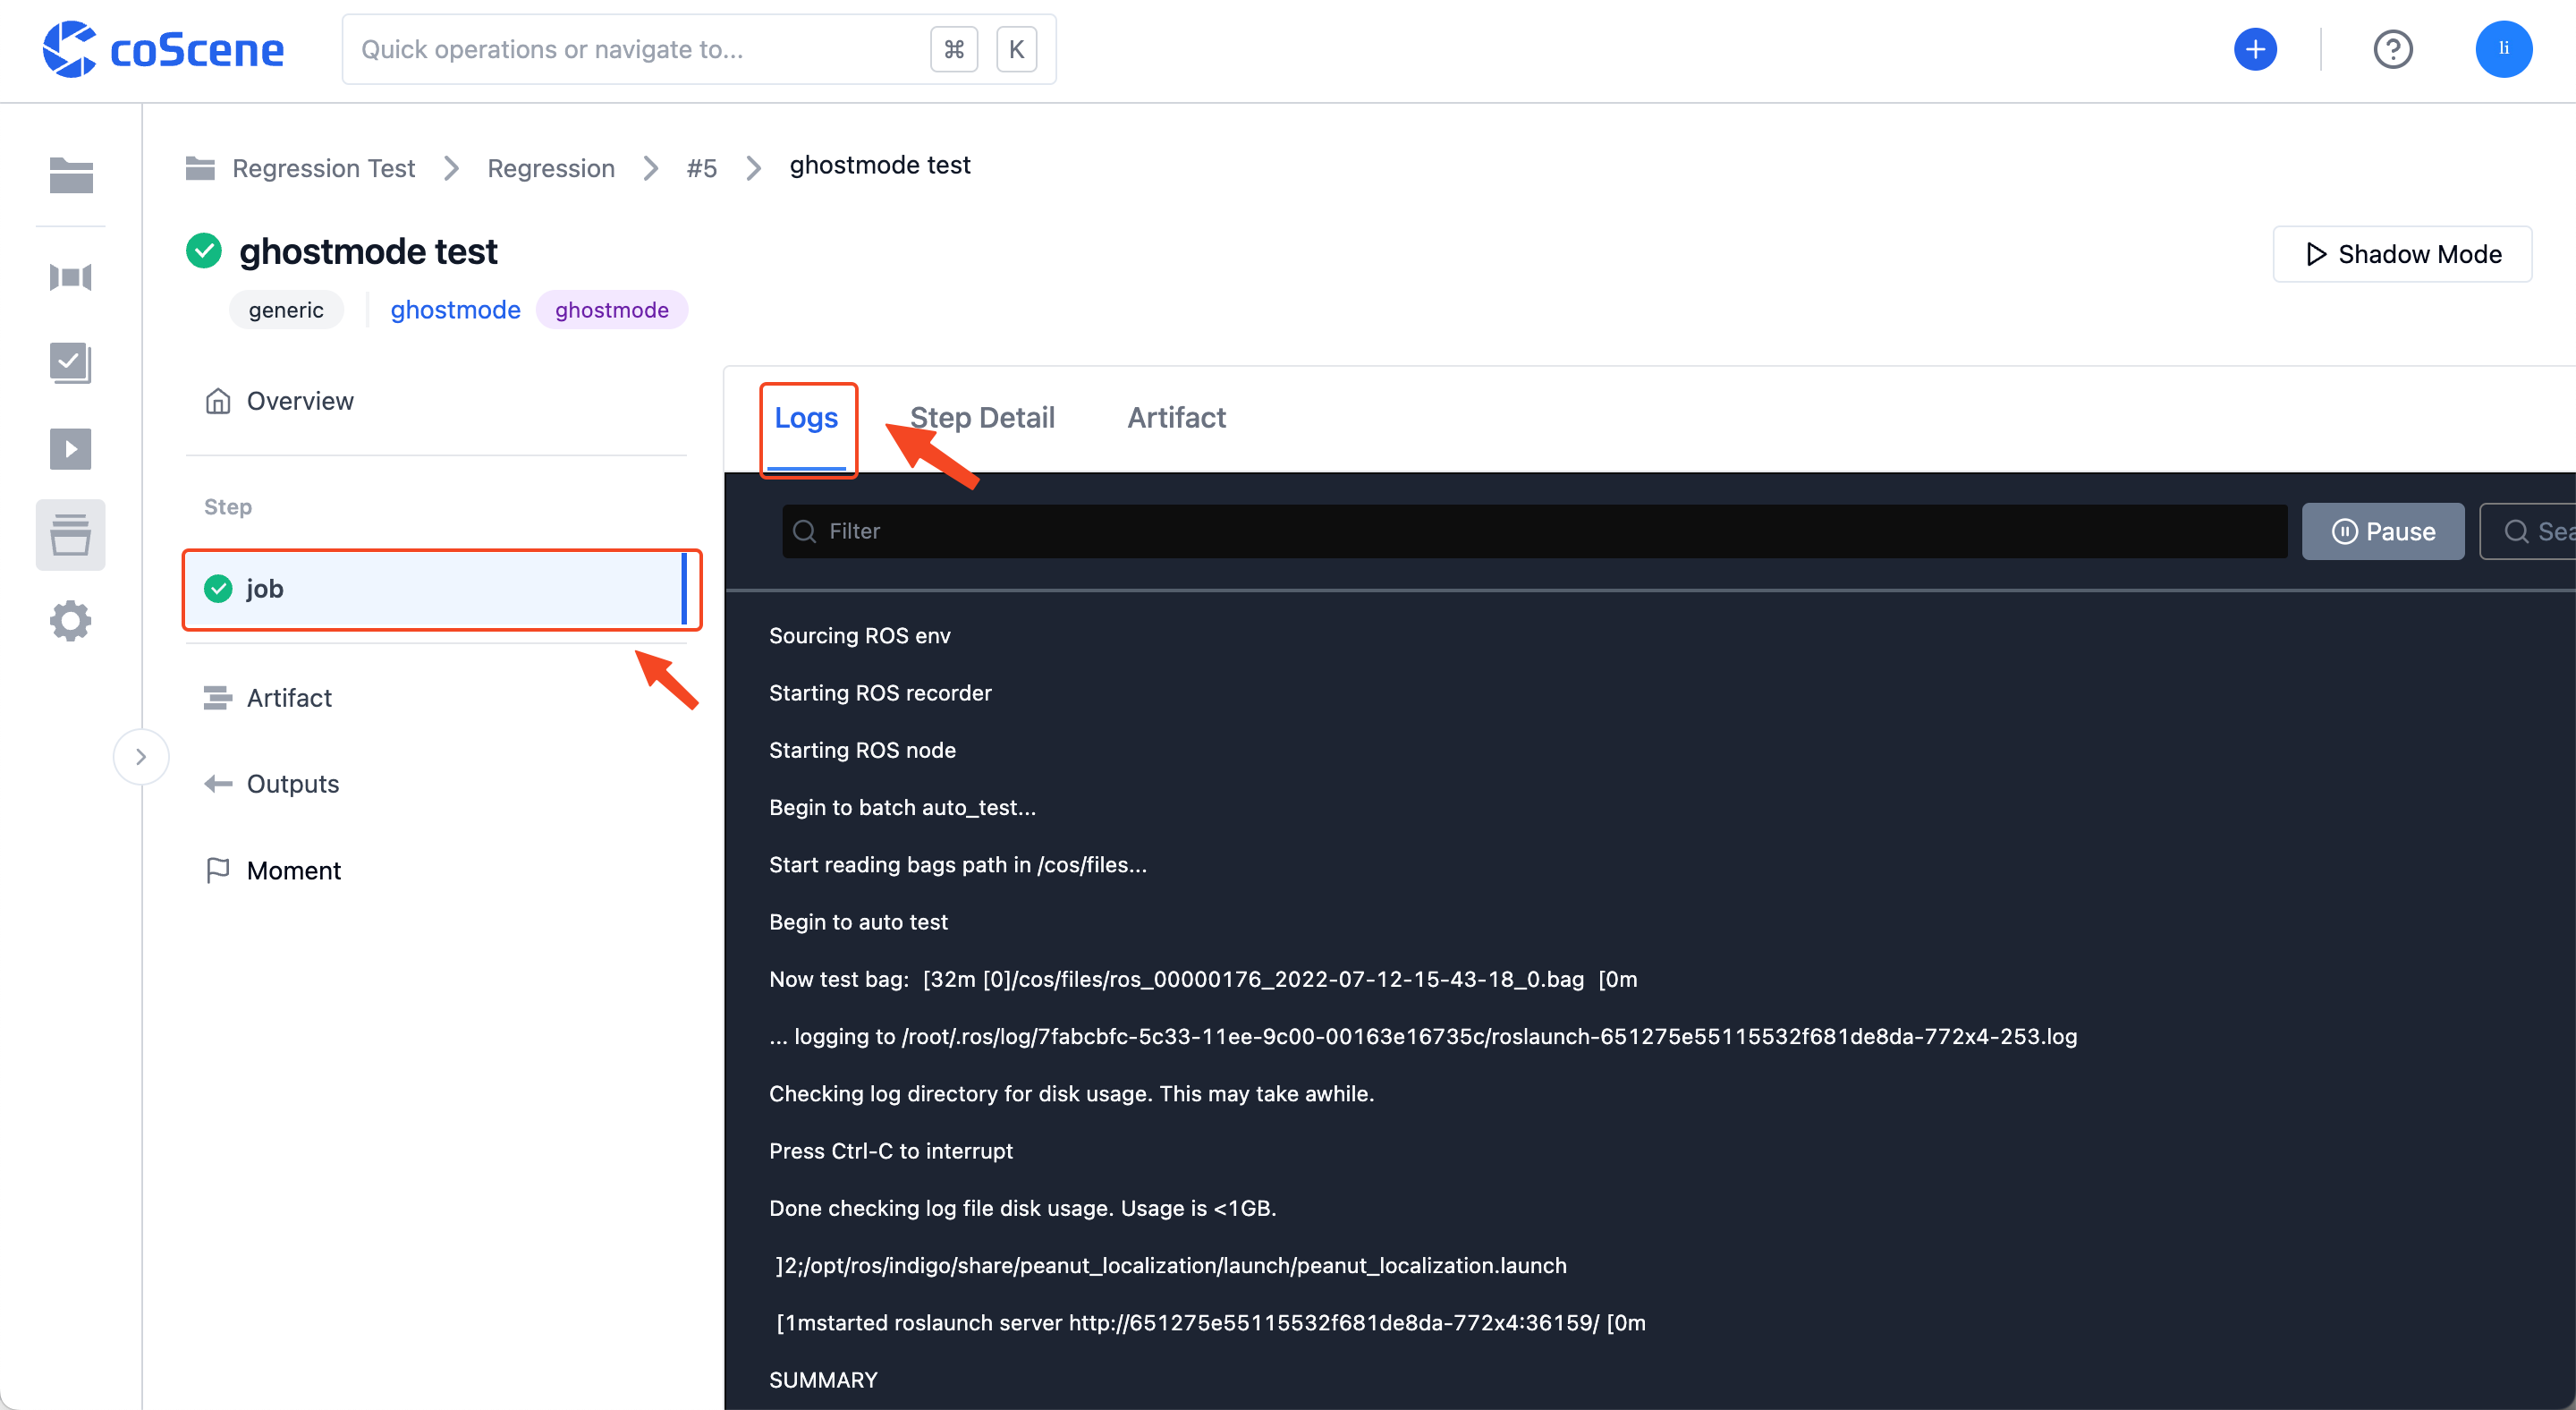 coScene
Quick operations or navigate to...
⌘ K
li
Regression Test > Regression > #5 > ghostmode test
ghostmode test
Shadow Mode
generic ghostmode ghostmode
Overview
Logs Step Detail Artifact
Step
Filter
Pause
job
Sourcing ROS env
Starting ROS recorder
Artifact
Starting ROS node
Outputs
Begin to batch auto_test...
Moment
Start reading bags path in /cos/files...
Begin to auto test
Now test bag:  [32m [0]/cos/files/ros_00000176_2022-07-12-15-43-18_0.bag  [0m
... logging to /root/.ros/log/7fabcbfc-5c33-11ee-9c00-00163e16735c/roslaunch-651275e55115532f681de8da-772x4-253.log
Checking log directory for disk usage. This may take awhile.
Press Ctrl-C to interrupt
Done checking log file disk usage. Usage is <1GB.
]2;/opt/ros/indigo/share/peanut_localization/launch/peanut_localization.launch
[1mstarted roslaunch server http://651275e55115532f681de8da-772x4:36159/ [0m
SUMMARY